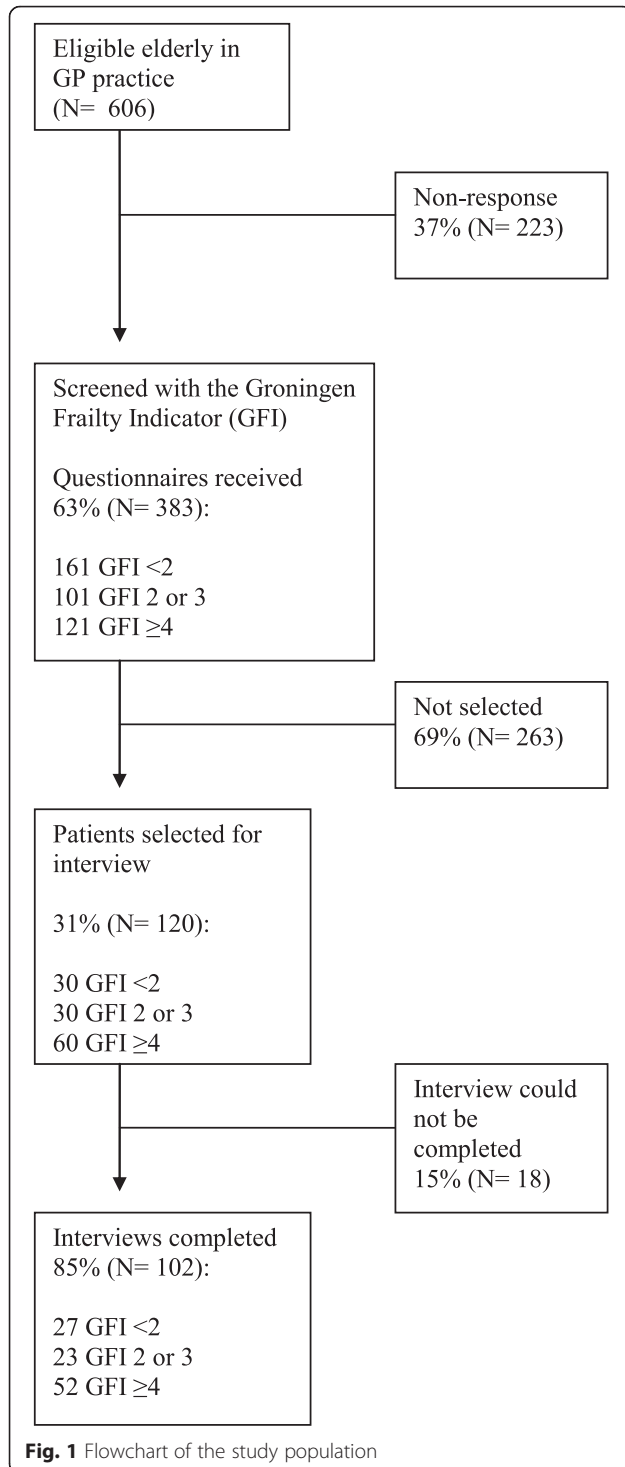 Eligible elderly in
GP practice
(N= 606)
Non-response
37% (N= 223)
Screened with the Groningen
Frailty Indicator (GFI)
Questionnaires received
63% (N= 383):
161 GFI <2
101 GFI 2 or 3
121 GFI ≥4
Not selected
69% (N= 263)
Patients selected for
interview
31% (N= 120):
30 GFI <2
30 GFI 2 or 3
60 GFI ≥4
Interview could
not be
completed
15% (N= 18)
Interviews completed
85% (N= 102):
27 GFI <2
23 GFI 2 or 3
52 GFI ≥4
Fig. 1 Flowchart of the study population